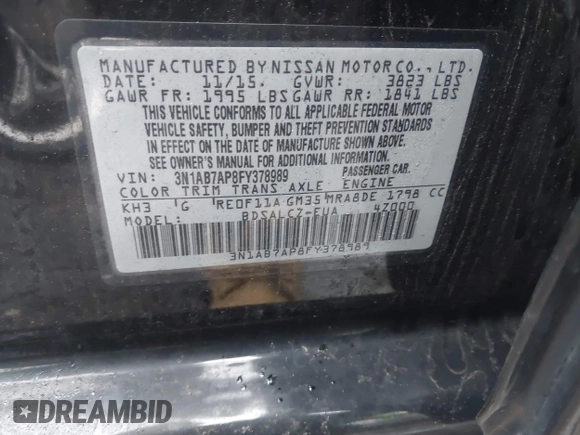 MANUFACTURED BY NISSAN MOTOR CO., LTD.
DATE: 11/15. GVWR: 3823 LBS
GAWR FR: 1995 LBS GAWR RR: 1841 LBS
THIS VEHICLE CONFORMS TO ALL APPLICABLE FEDERAL MOTOR
VEHICLE SAFETY, BUMPER AND THEFT PREVENTION STANDARDS
IN EFFECT ON THE DATE OF MANUFACTURE SHOWN ABOVE.
SEE OWNER'S MANUAL FOR ADDITIONAL INFORMATION.
VIN: 3N1AB7AP8FY378989 PASSENGER CAR.
COLOR TRIM TRANS AXLE ENGINE
KH3 G RE0F11A GM35 MRA8DE 1798 CC
MODEL: BDSALCZ-EUA 4Z000
3N1AB7AP8FY378989
DREAMBID